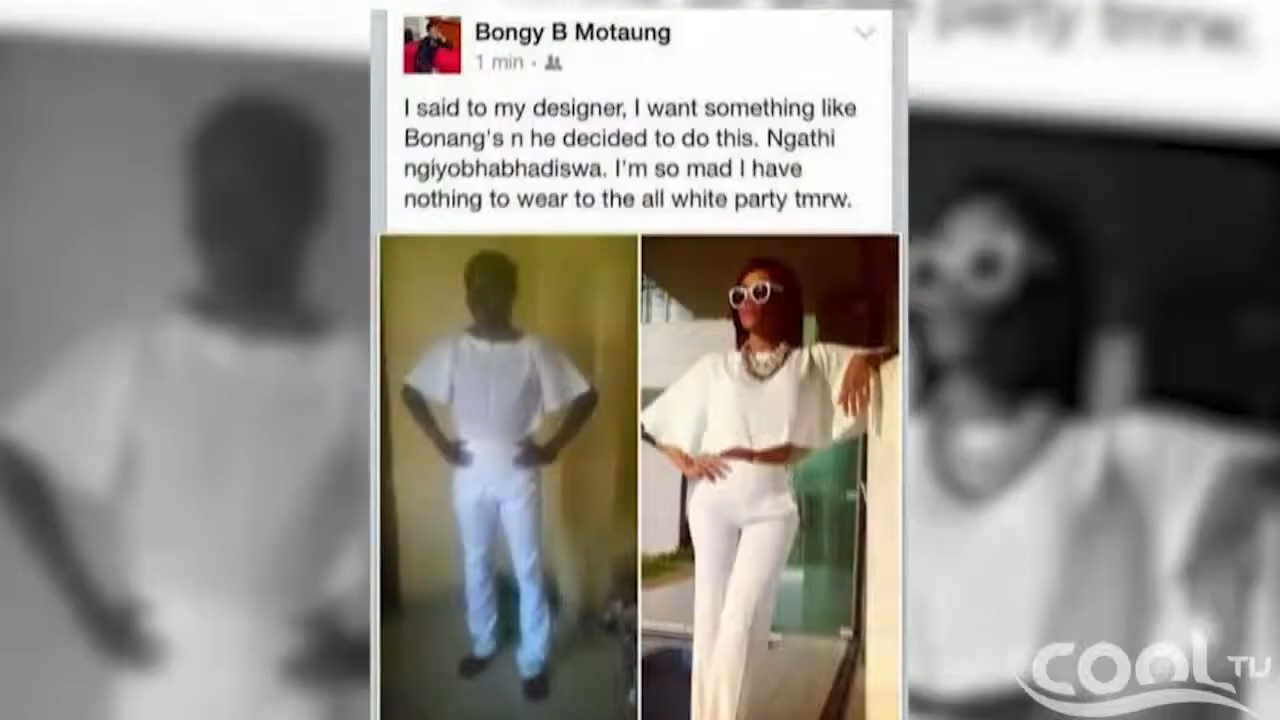 Bongy B Motaung
1 min
I said to my designer, I want something like
Bonang's n he decided to do this. Ngathi
ngiyobhabhadiswa. I'm so mad I have
nothing to wear to the all white party tmrw.
COOL TV